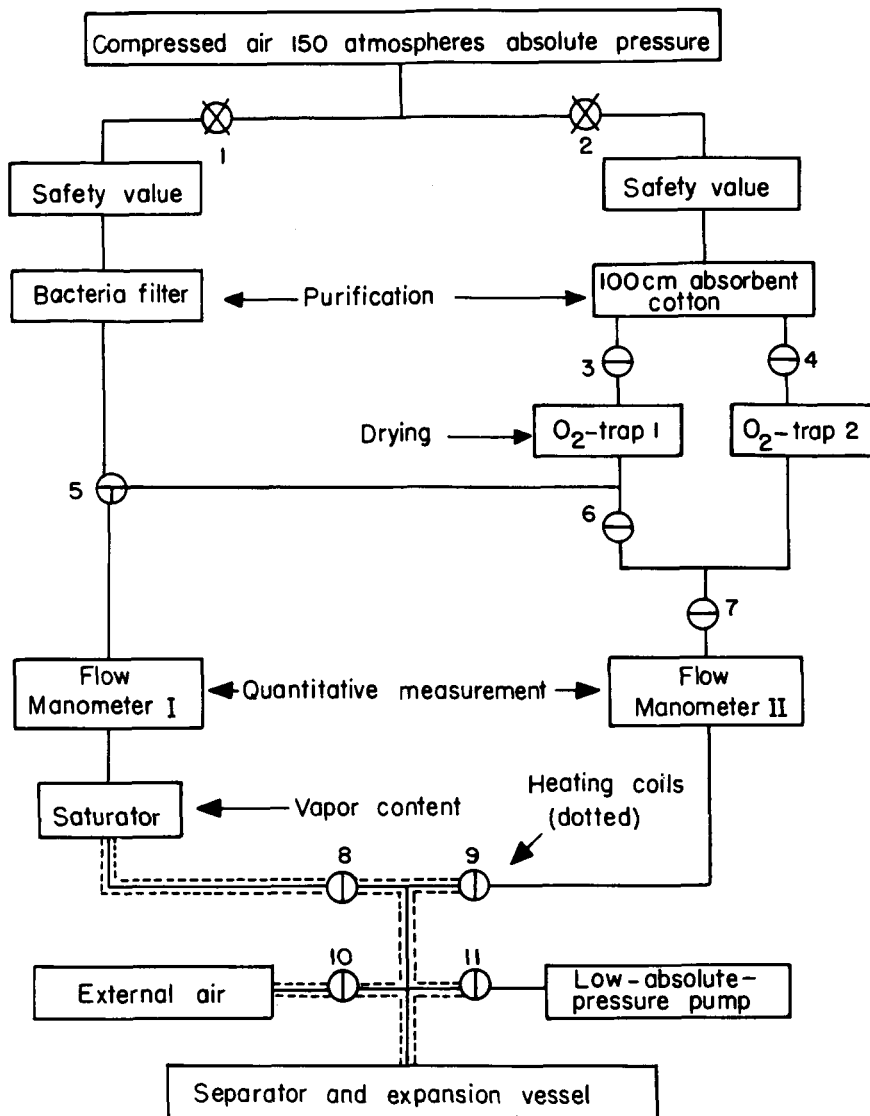 Compressed air 150 atmospheres absolute pressure
1
2
Safety value
Safety value
Bacteria filter
Purification
100 cm absorbent
cotton
3
4
Drying
O₂-trap 1
O₂-trap 2
5
6
7
Flow
Manometer I
Quantitative measurement
Flow
Manometer II
Saturator
Vapor content
Heating coils
(dotted)
8
9
10
11
External air
Low-absolute-
pressure pump
Separator and expansion vessel